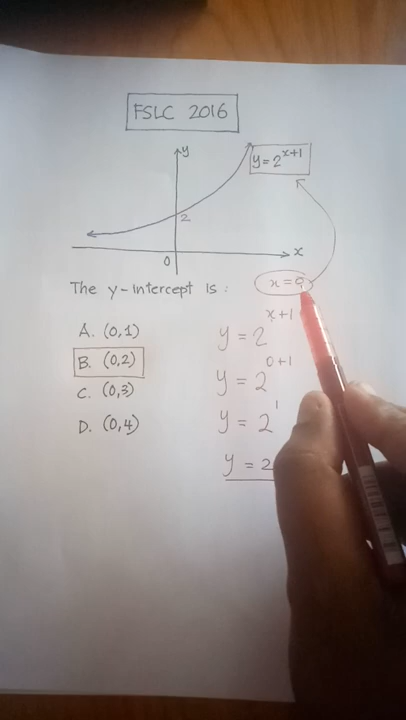 FSLC 2016
y
y=2^{x+1}
2
0
x
The y-intercept is :
x=0
A. (0,1)
B. (0,2)
C. (0,3)
D. (0,4)
y = 2^{x+1}
y = 2^{0+1}
y = 2^{1}
y = 2